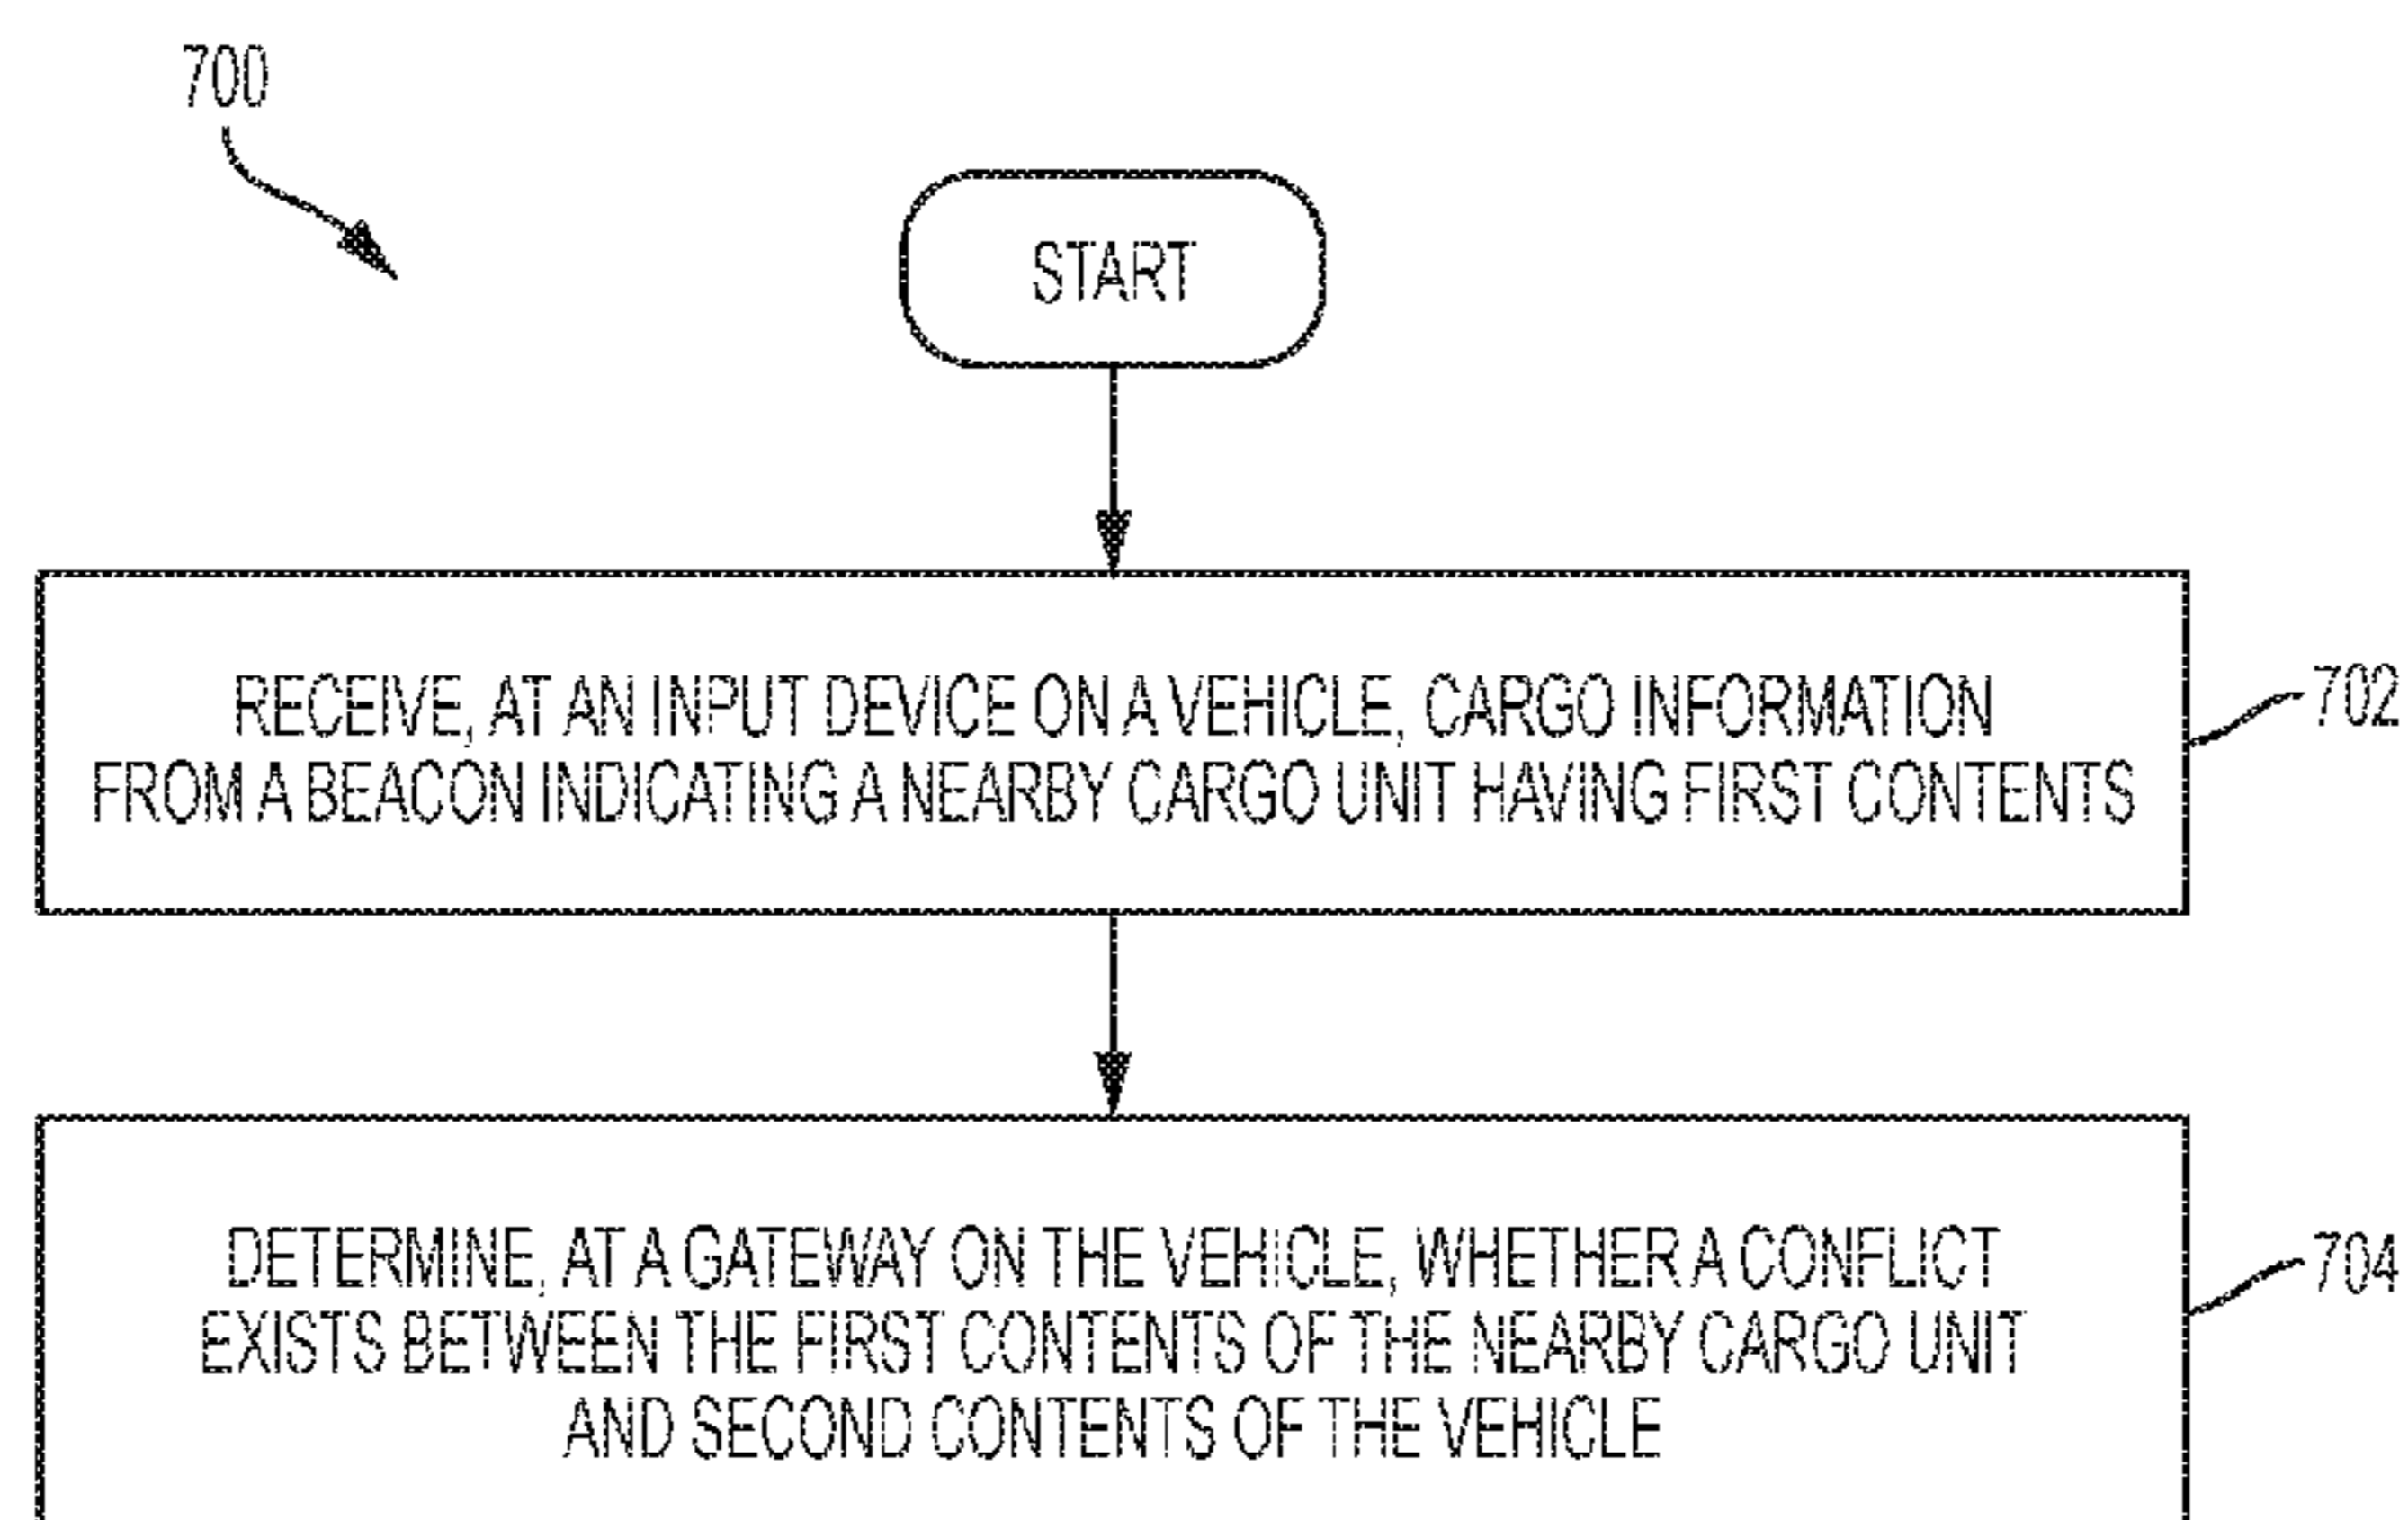 700
START
RECEIVE, AT AN INPUT DEVICE ON A VEHICLE, CARGO INFORMATION
FROM A BEACON INDICATING A NEARBY CARGO UNIT HAVING FIRST CONTENTS
702
DETERMINE, AT A GATEWAY ON THE VEHICLE, WHETHER A CONFLICT
EXISTS BETWEEN THE FIRST CONTENTS OF THE NEARBY CARGO UNIT
AND SECOND CONTENTS OF THE VEHICLE
704